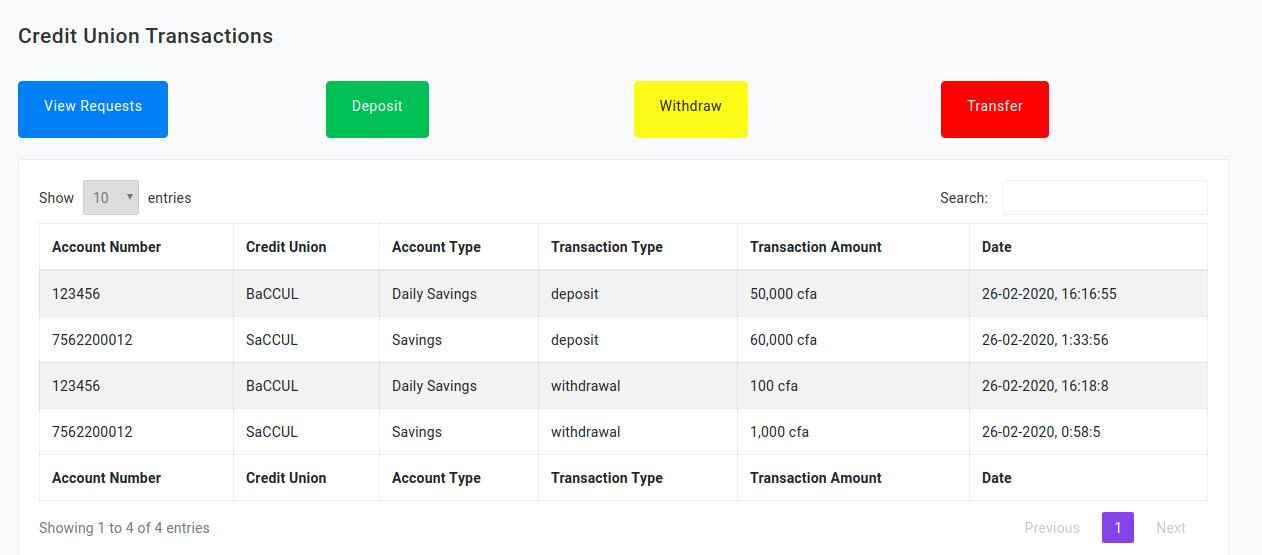 Credit Union Transactions
View Requests Deposit Withdraw Transfer
Show 10 entries Search:
Account Number Credit Union Account Type Transaction Type Transaction Amount Date
123456 BaCCUL Daily Savings deposit 50,000 cfa 26-02-2020, 16:16:55
7562200012 SaCCUL Savings deposit 60,000 cfa 26-02-2020, 1:33:56
123456 BaCCUL Daily Savings withdrawal 100 cfa 26-02-2020, 16:18:8
7562200012 SaCCUL Savings withdrawal 1,000 cfa 26-02-2020, 0:58:5
Account Number Credit Union Account Type Transaction Type Transaction Amount Date
Showing 1 to 4 of 4 entries Previous 1 Next